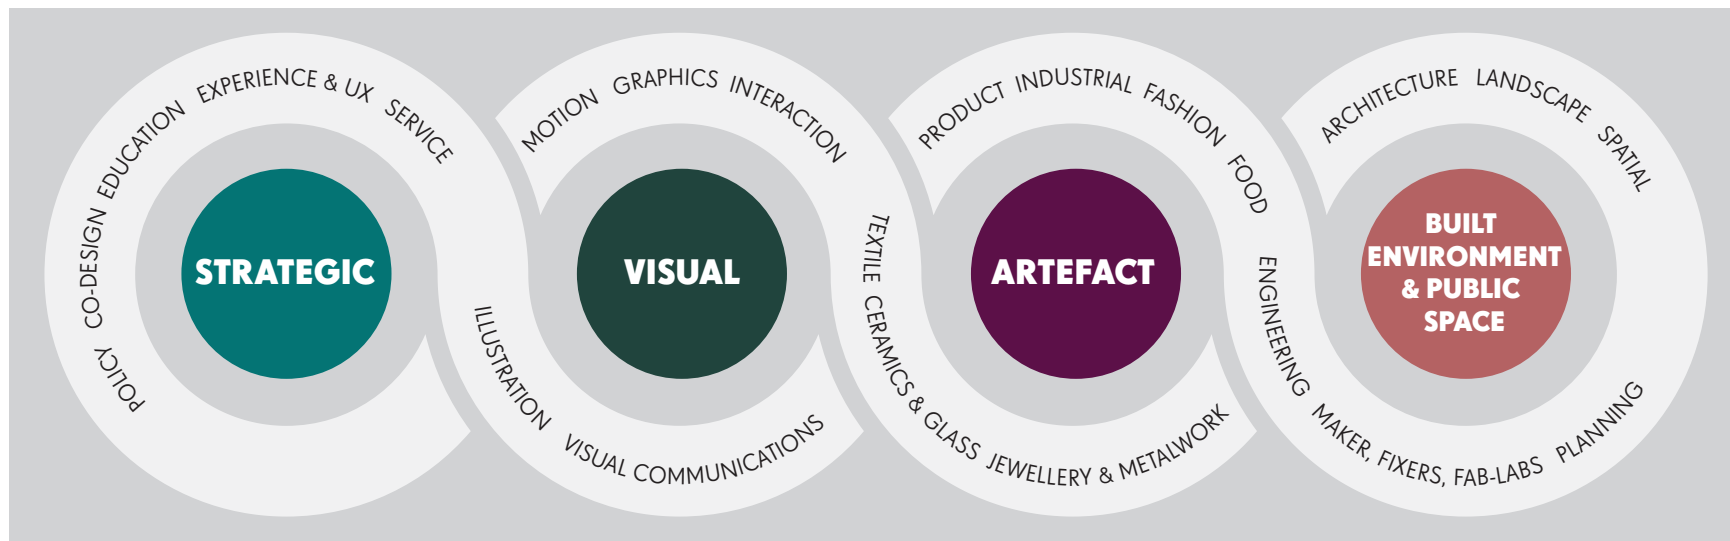 POLICY CO-DESIGN EDUCATION EXPERIENCE & UX SERVICE
STRATEGIC
MOTION GRAPHICS INTERACTION
VISUAL
ILLUSTRATION VISUAL COMMUNICATIONS
PRODUCT INDUSTRIAL FASHION FOOD
ARTEFACT
TEXTILE CERAMICS & GLASS JEWELLERY & METALWORK
ARCHITECTURE LANDSCAPE SPATIAL
BUILT
ENVIRONMENT
& PUBLIC
SPACE
ENGINEERING MAKER, FIXERS, FAB-LABS PLANNING